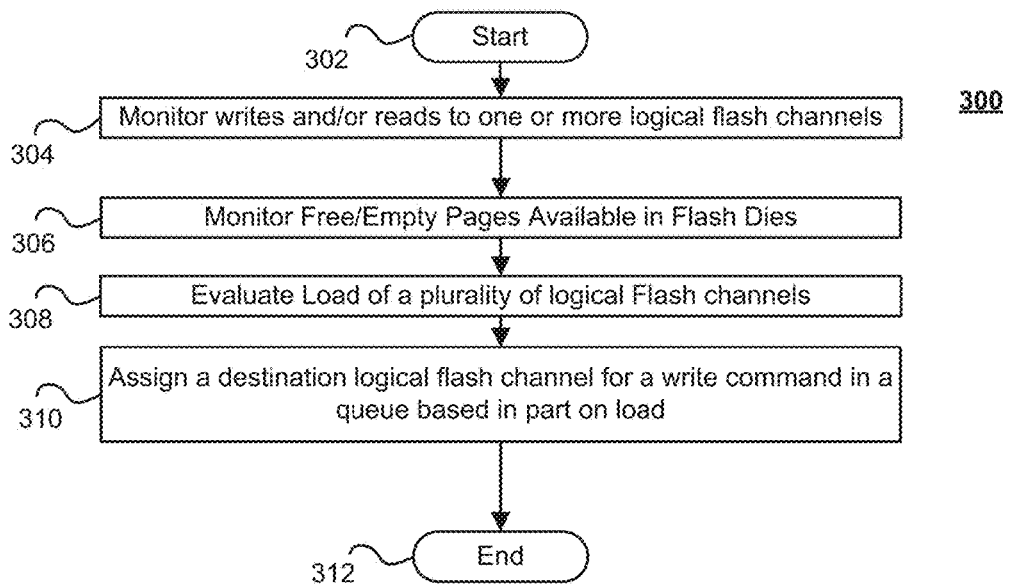 Start
302
300
Monitor writes and/or reads to one or more logical flash channels
304
Monitor Free/Empty Pages Available in Flash Dies
306
Evaluate Load of a plurality of logical Flash channels
308
Assign a destination logical flash channel for a write command in a
queue based in part on load
310
End
312